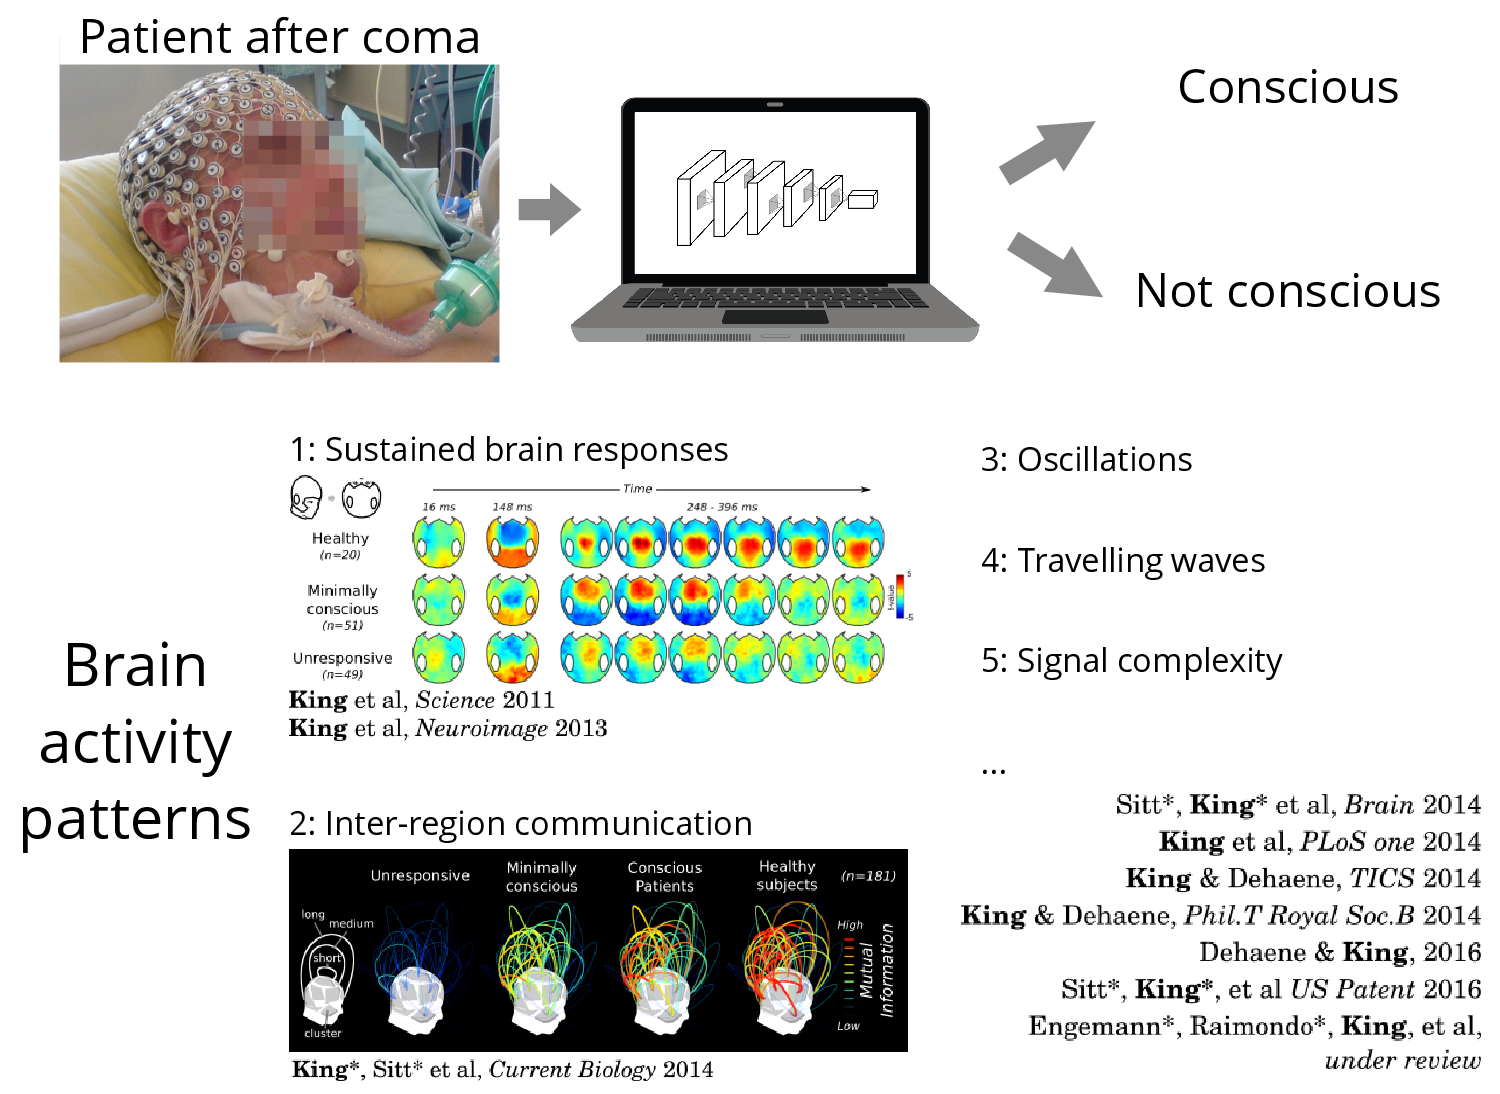 Patient after coma
Conscious
Not conscious
Brain
activity
patterns
1: Sustained brain responses
Time
16 ms
148 ms
248 - 396 ms
Healthy
(n=20)
Minimally
conscious
(n=51)
Unresponsive
(n=49)
5
t-value
-5
King et al, Science 2011
King et al, Neuroimage 2013
2: Inter-region communication
Unresponsive
Minimally
conscious
Conscious
Patients
Healthy
subjects
(n=181)
long
medium
short
cluster
High
Mutual
Information
Low
King*, Sitt* et al, Current Biology 2014
3: Oscillations
4: Travelling waves
5: Signal complexity
...
Sitt*, King* et al, Brain 2014
King et al, PLoS one 2014
King & Dehaene, TICS 2014
King & Dehaene, Phil.T Royal Soc.B 2014
Dehaene & King, 2016
Sitt*, King*, et al US Patent 2016
Engemann*, Raimondo*, King, et al,
under review